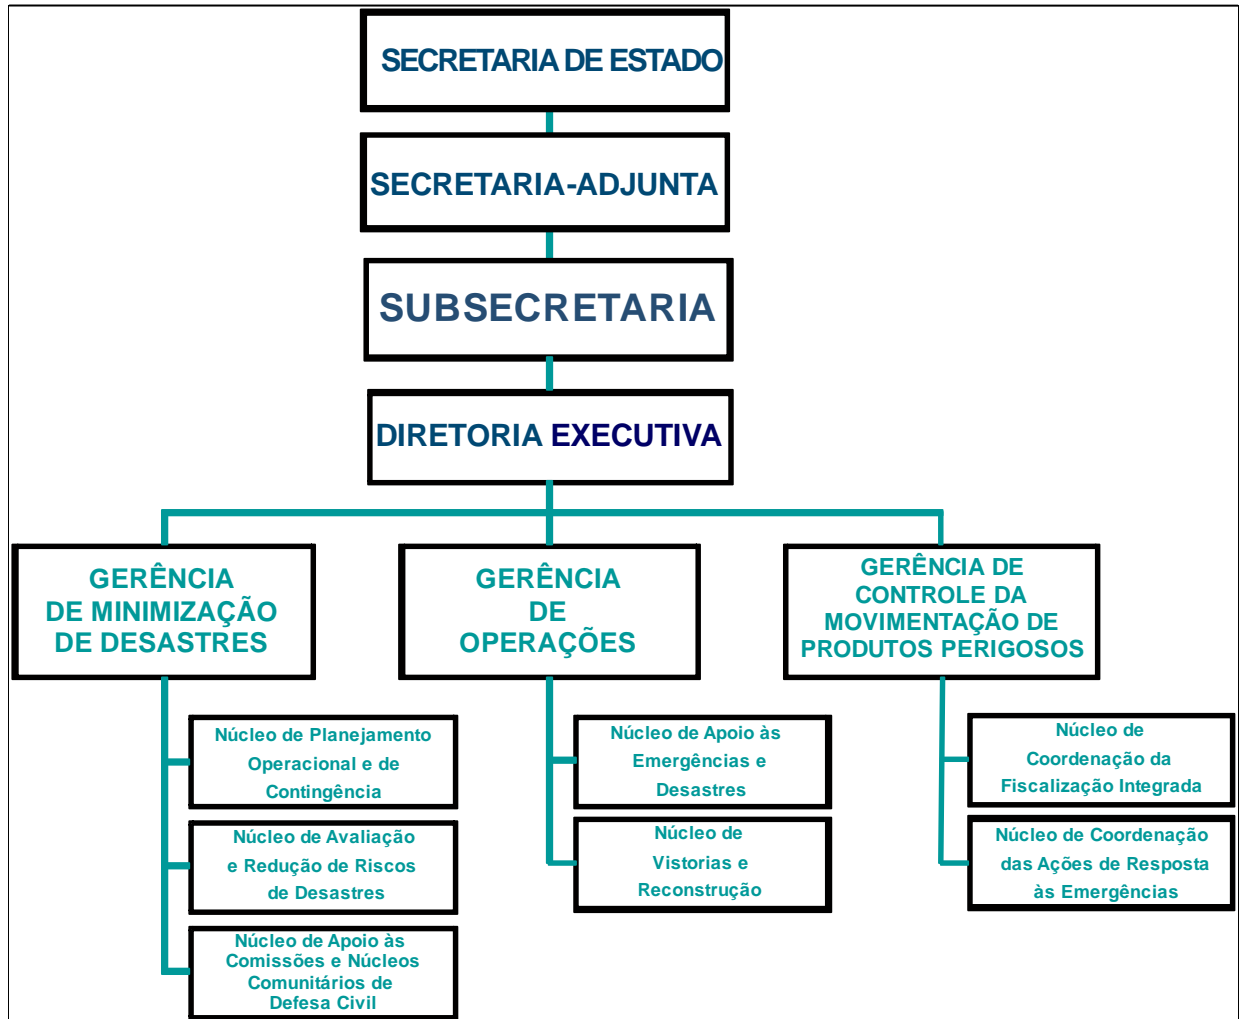 SECRETARIA DE ESTADO
SECRETARIA-ADJUNTA
SUBSECRETARIA
DIRETORIA EXECUTIVA
GERÊNCIA
DE MINIMIZAÇÃO
DE DESASTRES
GERÊNCIA
DE
OPERAÇÕES
GERÊNCIA DE
CONTROLE DA
MOVIMENTAÇÃO DE
PRODUTOS PERIGOSOS
Núcleo de Planejamento
Operacional e de
Contingência
Núcleo de Avaliação
e Redução de Riscos
de Desastres
Núcleo de Apoio às
Comissões e Núcleos
Comunitários de
Defesa Civil
Núcleo de Apoio às
Emergências e
Desastres
Núcleo de
Vistorias e
Reconstrução
Núcleo de
Coordenação da
Fiscalização Integrada
Núcleo de Coordenação
das Ações de Resposta
às Emergências